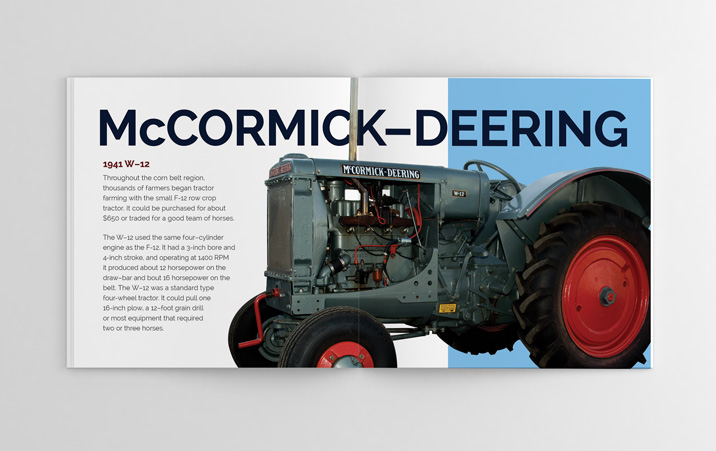 McCORMICK–DEERING
1941 W–12
Throughout the corn belt region,
thousands of farmers began tractor
farming with the small F-12 row crop
tractor. It could be purchased for about
$650 or traded for a good team of horses.
The W–12 used the same four–cylinder
engine as the F-12. It had a 3-inch bore and
4-inch stroke, and operating at 1400 RPM
it produced about 12 horsepower on the
draw–bar and bout 16 horsepower on the
belt. The W–12 was a standard type
four-wheel tractor. It could pull one
16-inch plow, a 12–foot grain drill
or most equipment that required
two or three horses.
McCORMICK-DEERING
W-12